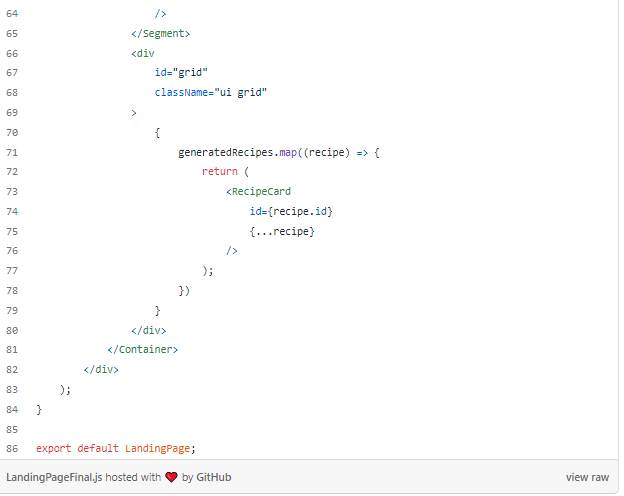 64 />
65 </Segment>
66 <div
67 id="grid"
68 className="ui grid"
69 >
70 {
71 generatedRecipes.map((recipe) => {
72 return (
73 <RecipeCard
74 id={recipe.id}
75 {...recipe}
76 />
77 );
78 })
79 }
80 </div>
81 </Container>
82 </div>
83 );
84 }
85
86 export default LandingPage;
LandingPageFinal.js hosted with ❤ by GitHub view raw